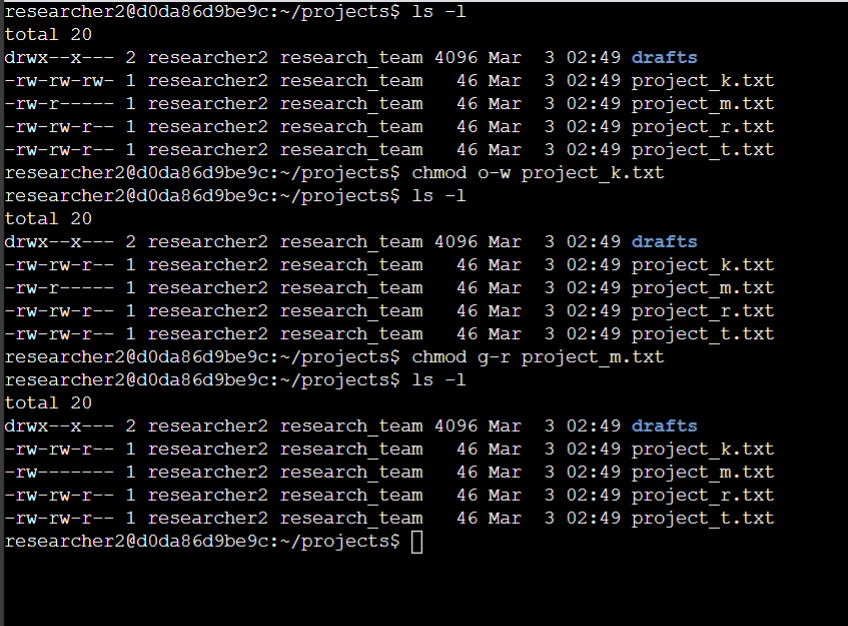 researcher2@d0da86d9be9c:~/projects$ ls -l
total 20
drwx--x--- 2 researcher2 research_team 4096 Mar  3 02:49 drafts
-rw-rw-rw- 1 researcher2 research_team   46 Mar  3 02:49 project_k.txt
-rw-r----- 1 researcher2 research_team   46 Mar  3 02:49 project_m.txt
-rw-rw-r-- 1 researcher2 research_team   46 Mar  3 02:49 project_r.txt
-rw-rw-r-- 1 researcher2 research_team   46 Mar  3 02:49 project_t.txt
researcher2@d0da86d9be9c:~/projects$ chmod o-w project_k.txt
researcher2@d0da86d9be9c:~/projects$ ls -l
total 20
drwx--x--- 2 researcher2 research_team 4096 Mar  3 02:49 drafts
-rw-rw-r-- 1 researcher2 research_team   46 Mar  3 02:49 project_k.txt
-rw-r----- 1 researcher2 research_team   46 Mar  3 02:49 project_m.txt
-rw-rw-r-- 1 researcher2 research_team   46 Mar  3 02:49 project_r.txt
-rw-rw-r-- 1 researcher2 research_team   46 Mar  3 02:49 project_t.txt
researcher2@d0da86d9be9c:~/projects$ chmod g-r project_m.txt
researcher2@d0da86d9be9c:~/projects$ ls -l
total 20
drwx--x--- 2 researcher2 research_team 4096 Mar  3 02:49 drafts
-rw-rw-r-- 1 researcher2 research_team   46 Mar  3 02:49 project_k.txt
-rw------- 1 researcher2 research_team   46 Mar  3 02:49 project_m.txt
-rw-rw-r-- 1 researcher2 research_team   46 Mar  3 02:49 project_r.txt
-rw-rw-r-- 1 researcher2 research_team   46 Mar  3 02:49 project_t.txt
researcher2@d0da86d9be9c:~/projects$